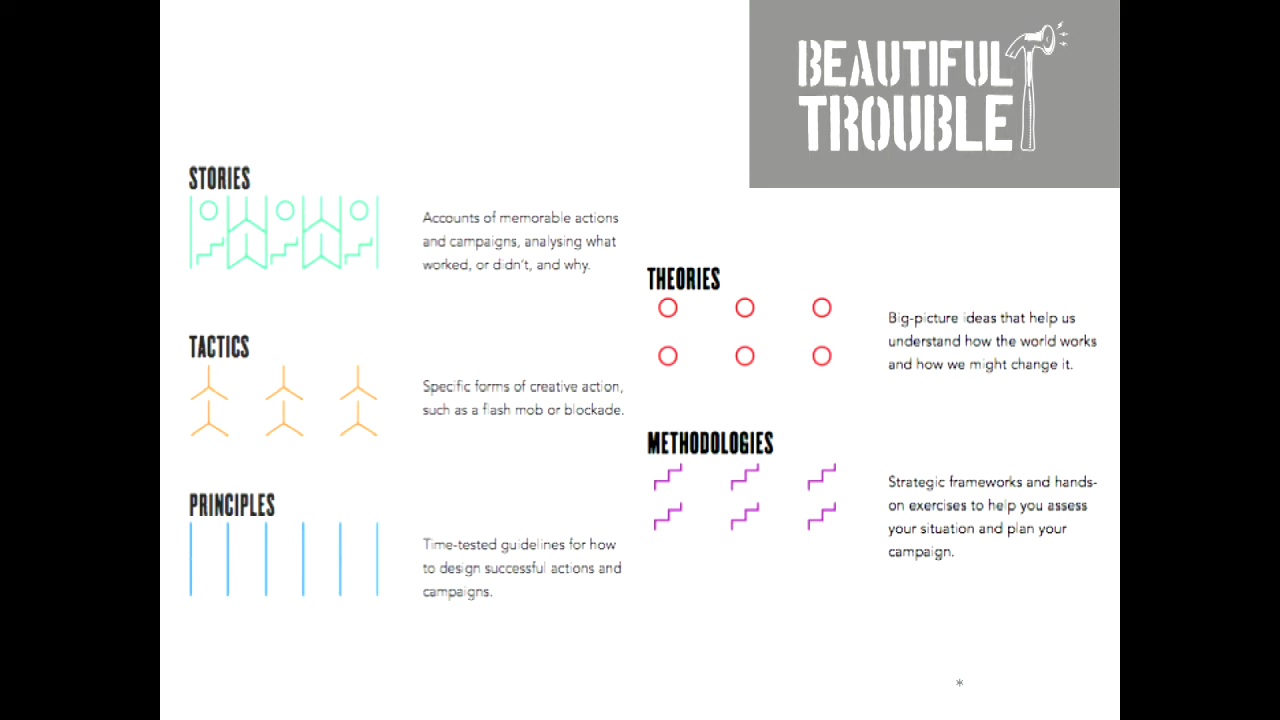 BEAUTIFUL
TROUBLE
STORIES
Accounts of memorable actions
and campaigns, analysing what
worked, or didn't, and why.
TACTICS
Specific forms of creative action,
such as a flash mob or blockade.
PRINCIPLES
Time-tested guidelines for how
to design successful actions and
campaigns.
THEORIES
Big-picture ideas that help us
understand how the world works
and how we might change it.
METHODOLOGIES
Strategic frameworks and hands-
on exercises to help you assess
your situation and plan your
campaign.
*